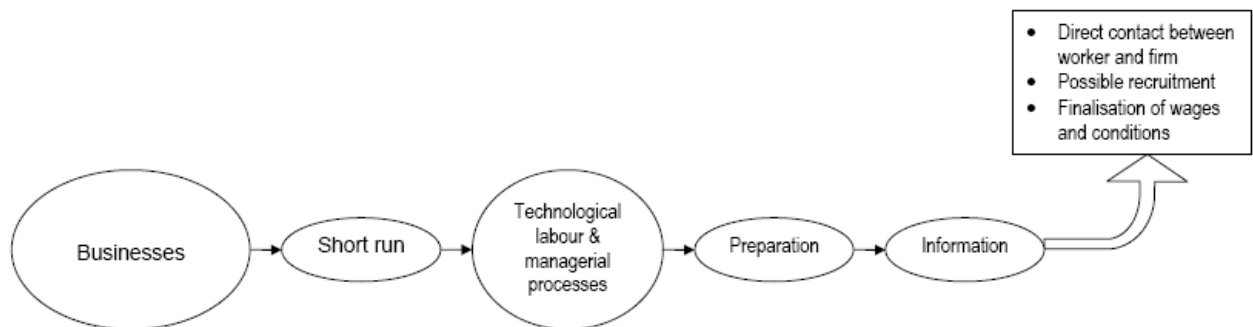 • Direct contact between
worker and firm
• Possible recruitment
• Finalisation of wages
and conditions
Businesses
Short run
Technological
labour &
managerial
processes
Preparation
Information